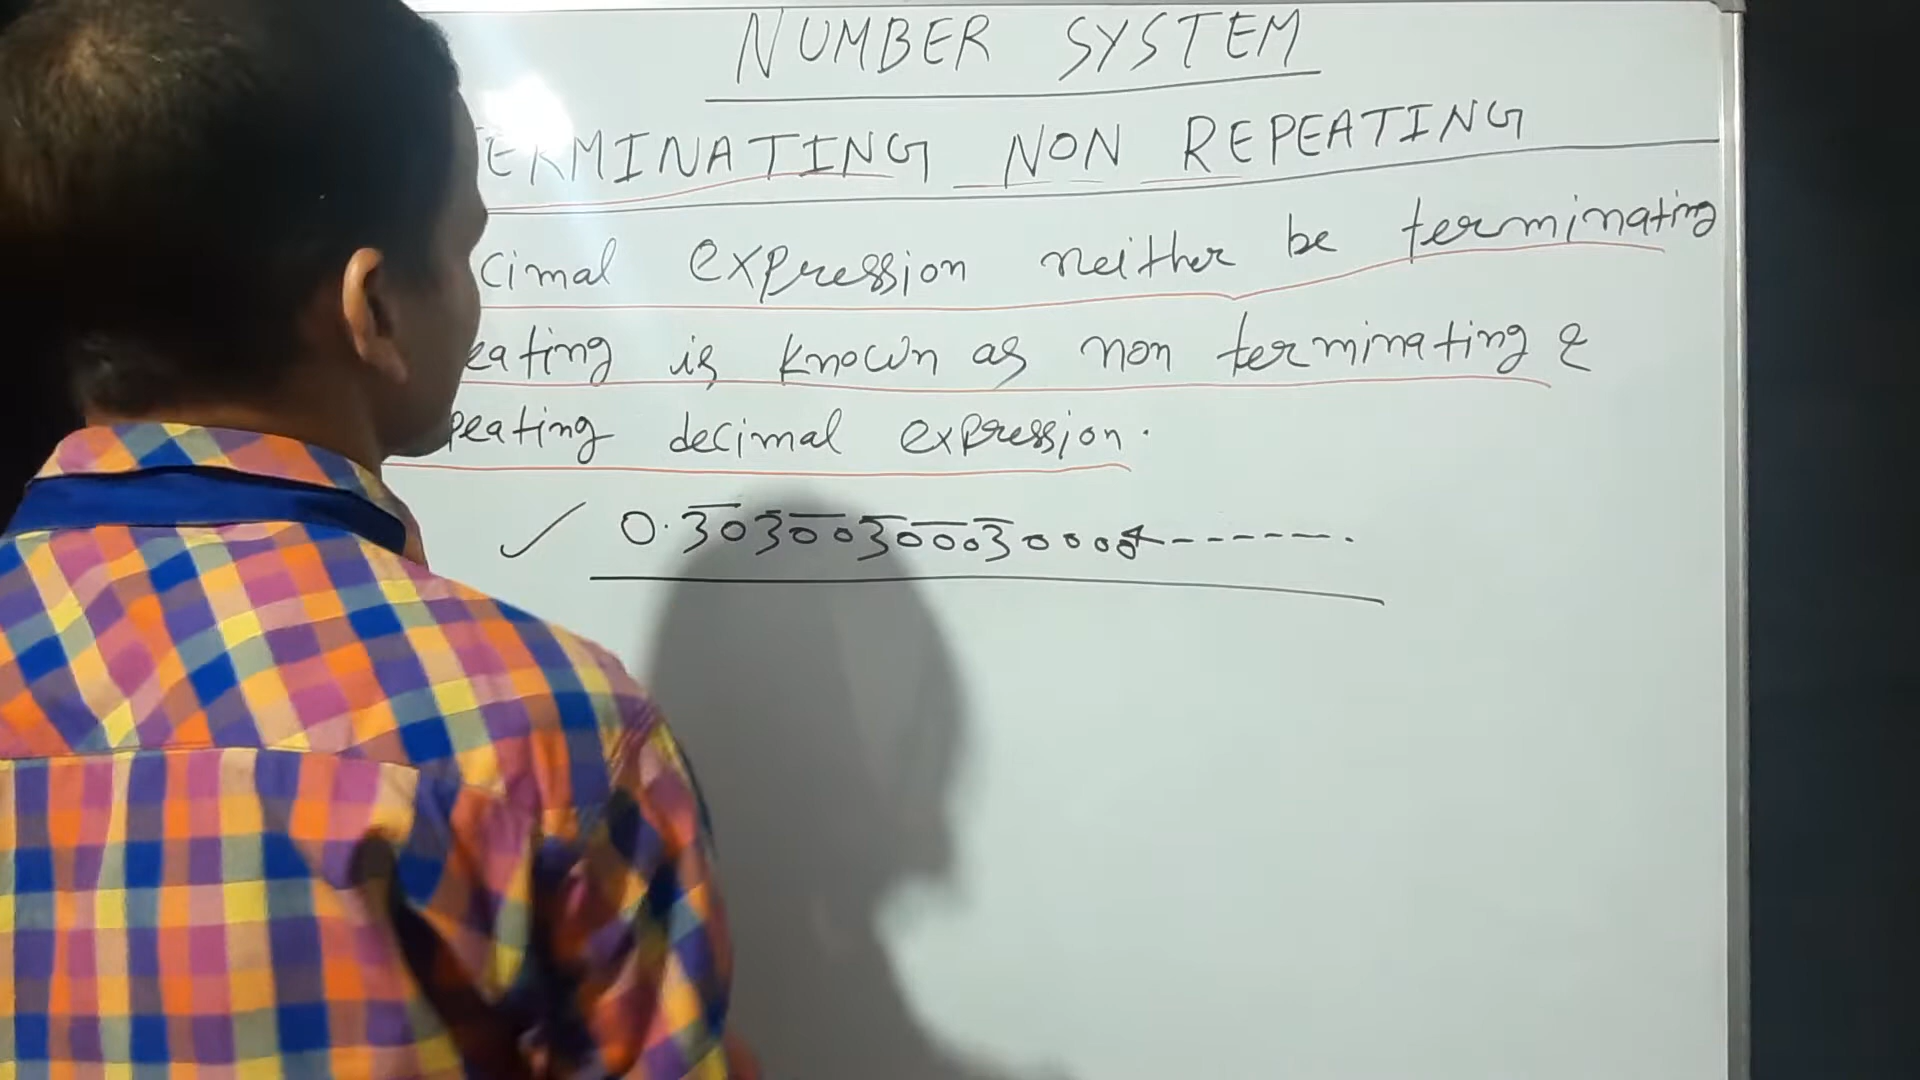 NUMBER SYSTEM
ERMINATING NON REPEATING
cimal expression neither be terminating
eating is known as non terminating &
peating decimal expression.
✓ 0.30300300030000------.